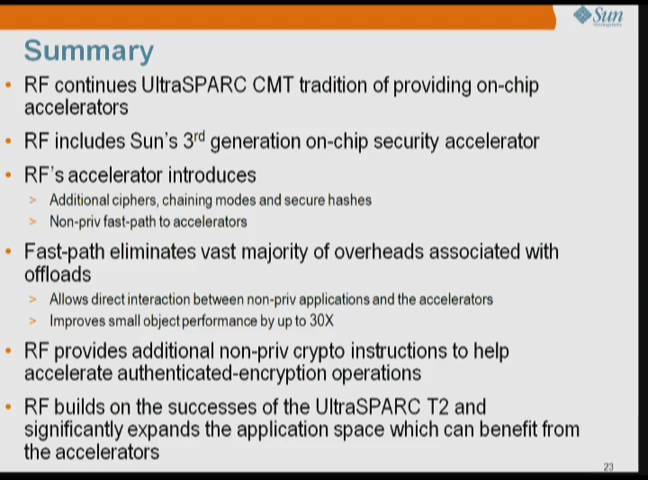 Sun
Summary
• RF continues UltraSPARC CMT tradition of providing on-chip
accelerators
• RF includes Sun's 3rd generation on-chip security accelerator
• RF's accelerator introduces
> Additional ciphers, chaining modes and secure hashes
> Non-priv fast-path to accelerators
• Fast-path eliminates vast majority of overheads associated with
offloads
> Allows direct interaction between non-priv applications and the accelerators
> Improves small object performance by up to 30X
• RF provides additional non-priv crypto instructions to help
accelerate authenticated-encryption operations
• RF builds on the successes of the UltraSPARC T2 and
significantly expands the application space which can benefit from
the accelerators
23